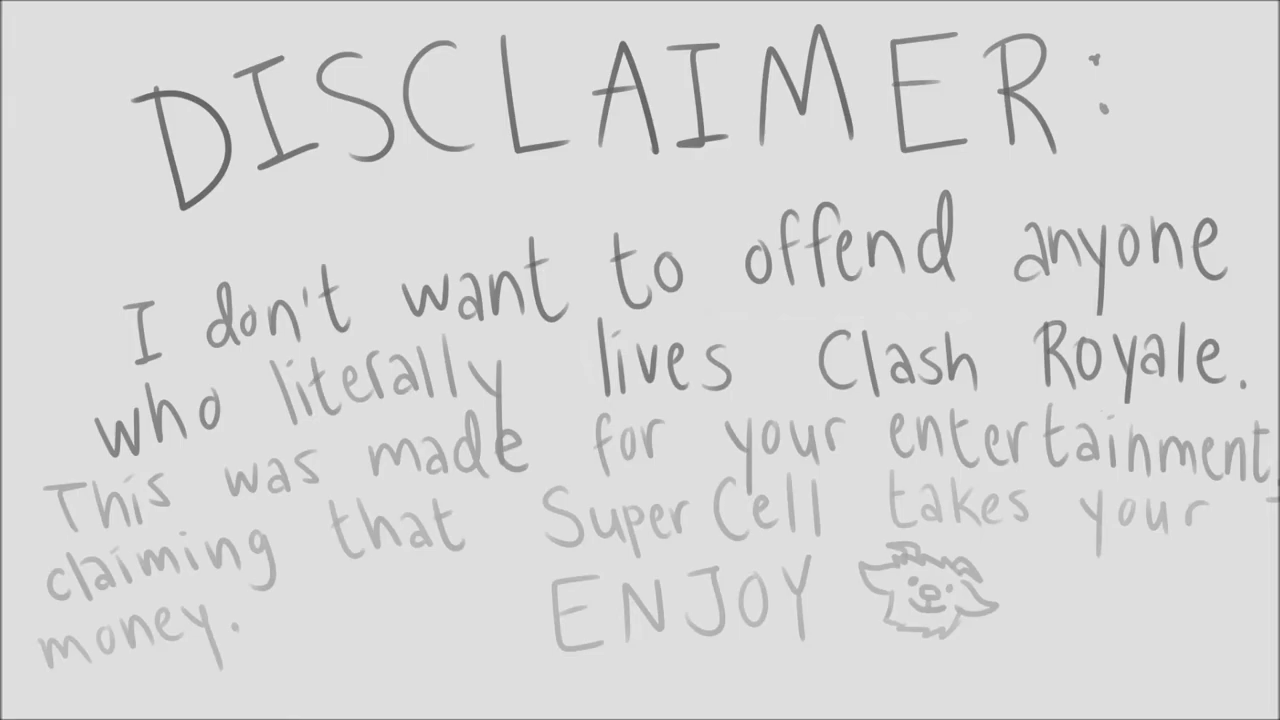 DISCLAIMER:
I don't want to offend anyone
who literally lives Clash Royale.
This was made for your entertainment,
claiming that SuperCell takes your
money.
ENJOY